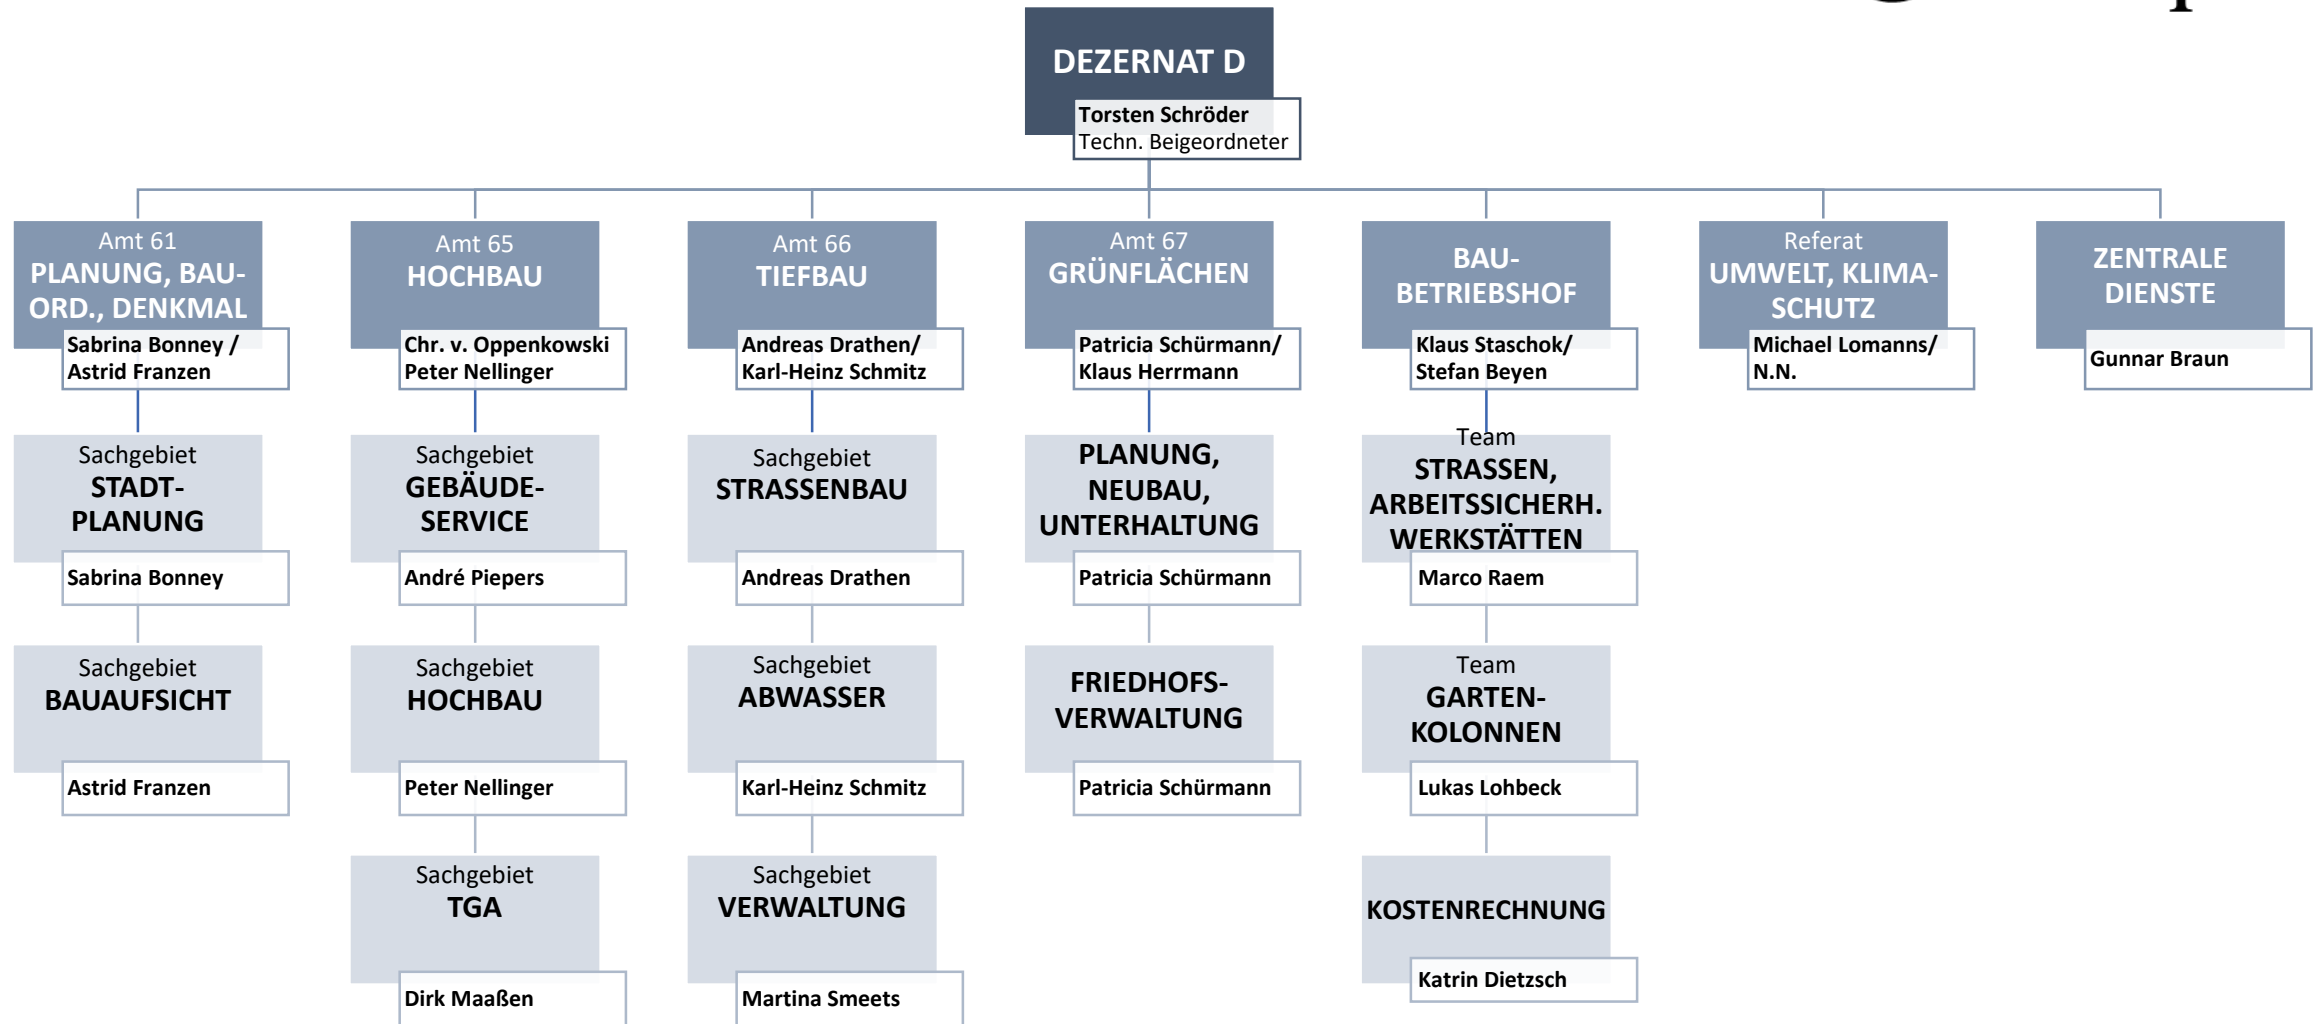 DEZERNAT D
Torsten Schröder
Techn. Beigeordneter
Amt 61
PLANUNG, BAU-
ORD., DENKMAL
Sabrina Bonney /
Astrid Franzen
Amt 65
HOCHBAU
Chr. v. Oppenkowski
Peter Nellinger
Amt 66
TIEFBAU
Andreas Drathen/
Karl-Heinz Schmitz
Amt 67
GRÜNFLÄCHEN
Patricia Schürmann/
Klaus Herrmann
BAU-
BETRIEBSHOF
Klaus Staschok/
Stefan Beyen
Referat
UMWELT, KLIMA-
SCHUTZ
Michael Lomanns/
N.N.
ZENTRALE
DIENSTE
Gunnar Braun
Sachgebiet
STADT-
PLANUNG
Sabrina Bonney
Sachgebiet
GEBÄUDE-
SERVICE
André Piepers
Sachgebiet
STRASSENBAU
Andreas Drathen
PLANUNG,
NEUBAU,
UNTERHALTUNG
Patricia Schürmann
Team
STRASSEN,
ARBEITSSICHERH.
WERKSTÄTTEN
Marco Raem
Sachgebiet
BAUAUFSICHT
Astrid Franzen
Sachgebiet
HOCHBAU
Peter Nellinger
Sachgebiet
ABWASSER
Karl-Heinz Schmitz
FRIEDHOFS-
VERWALTUNG
Patricia Schürmann
Team
GARTEN-
KOLONNEN
Lukas Lohbeck
Sachgebiet
TGA
Dirk Maaßen
Sachgebiet
VERWALTUNG
Martina Smeets
KOSTENRECHNUNG
Katrin Dietzsch